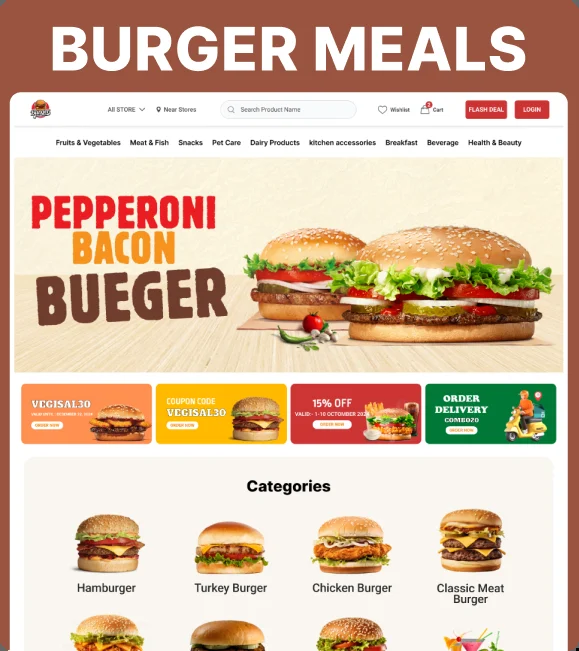 BURGER MEALS
All STORE
Near Stores
Search Product Name
Wishlist
Cart
FLASH DEAL
LOGIN
Fruits & Vegetables Meat & Fish Snacks Pet Care Dairy Products kitchen accessories Breakfast Beverage Health & Beauty
PEPPERONI
BACON
BUEGER
VEGISAL30
ORDER NOW
COUPON CODE
VEGISAL30
ORDER NOW
15% OFF
VALID:- 1-10 OCTOMBER 2024
ORDER NOW
ORDER
DELIVERY
COMBO20
ORDER NOW
Categories
Hamburger
Turkey Burger
Chicken Burger
Classic Meat
Burger